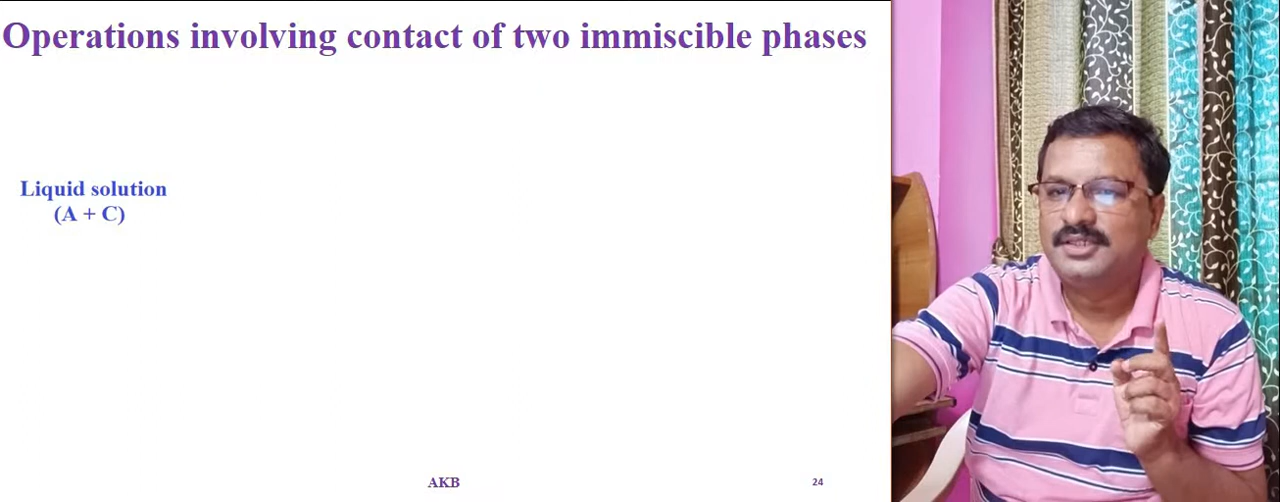 Operations involving contact of two immiscible phases
Liquid solution
(A + C)
AKB
24